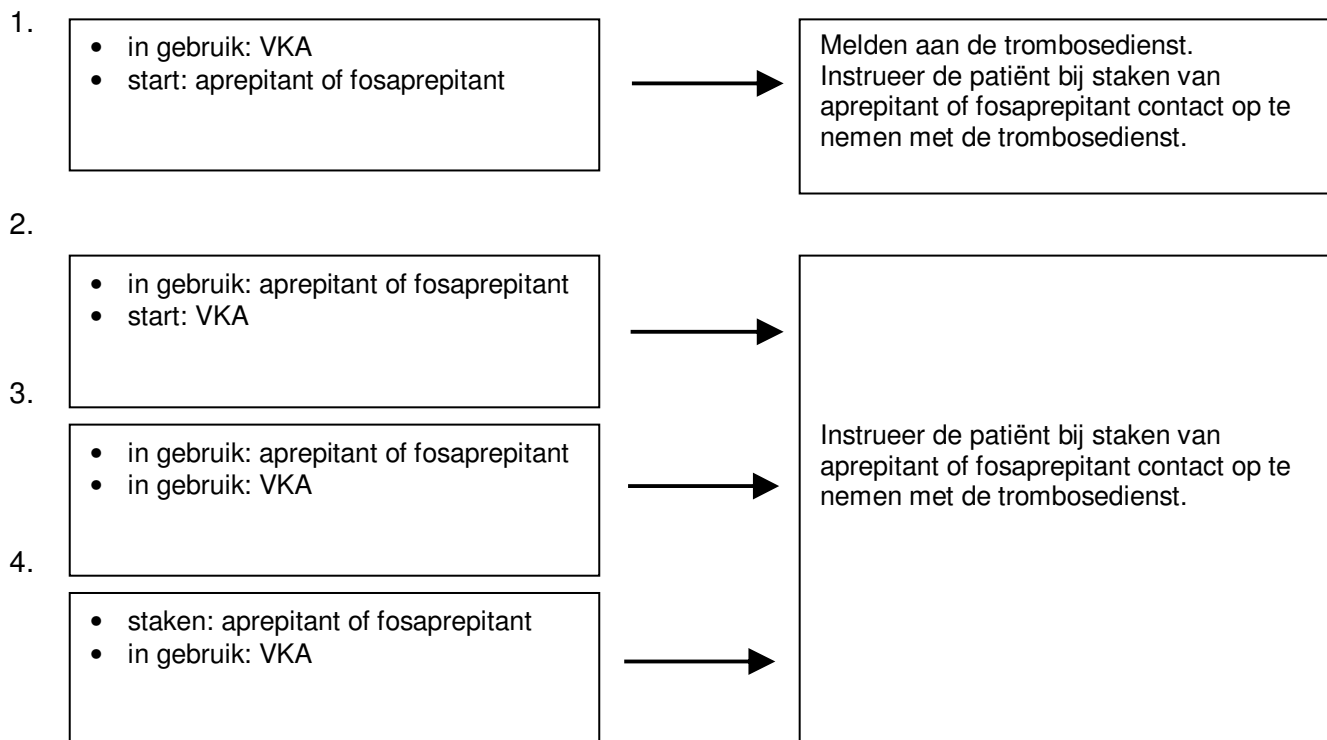 1.
• in gebruik: VKA
• start: aprepitant of fosaprepitant
Melden aan de trombosedienst.
Instrueer de patiënt bij staken van
aprepitant of fosaprepitant contact op te
nemen met de trombosedienst.
2.
• in gebruik: aprepitant of fosaprepitant
• start: VKA
3.
• in gebruik: aprepitant of fosaprepitant
• in gebruik: VKA
Instrueer de patiënt bij staken van
aprepitant of fosaprepitant contact op te
nemen met de trombosedienst.
4.
• staken: aprepitant of fosaprepitant
• in gebruik: VKA